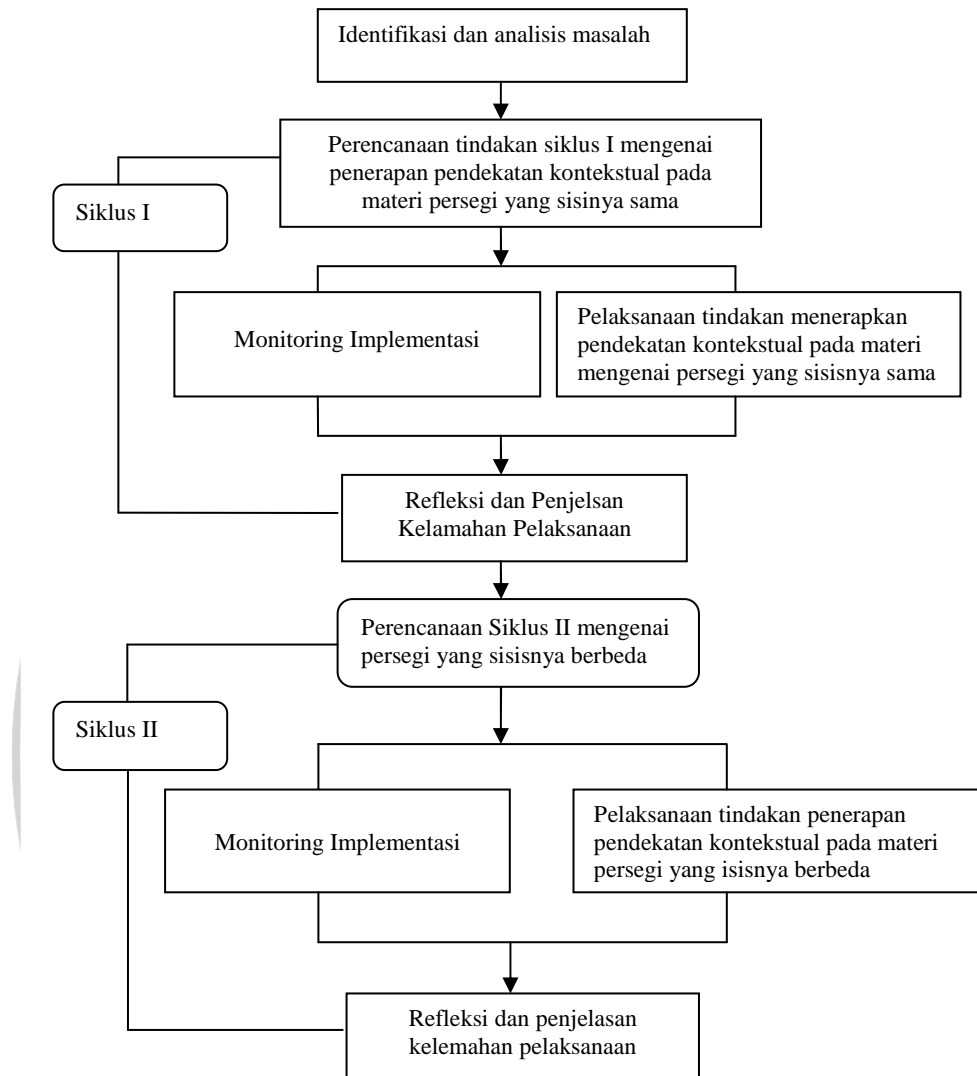 Identifikasi dan analisis masalah
Perencanaan tindakan siklus I mengenai
penerapan pendekatan kontekstual pada
materi persegi yang sisinya sama
Siklus I
Monitoring Implementasi
Pelaksanaan tindakan menerapkan
pendekatan kontekstual pada materi
mengenai persegi yang sisisnya sama
Refleksi dan Penjelsan
Kelamahan Pelaksanaan
Perencanaan Siklus II mengenai
persegi yang sisisnya berbeda
Siklus II
Monitoring Implementasi
Pelaksanaan tindakan penerapan
pendekatan kontekstual pada materi
persegi yang isisnya berbeda
Refleksi dan penjelasan
kelemahan pelaksanaan